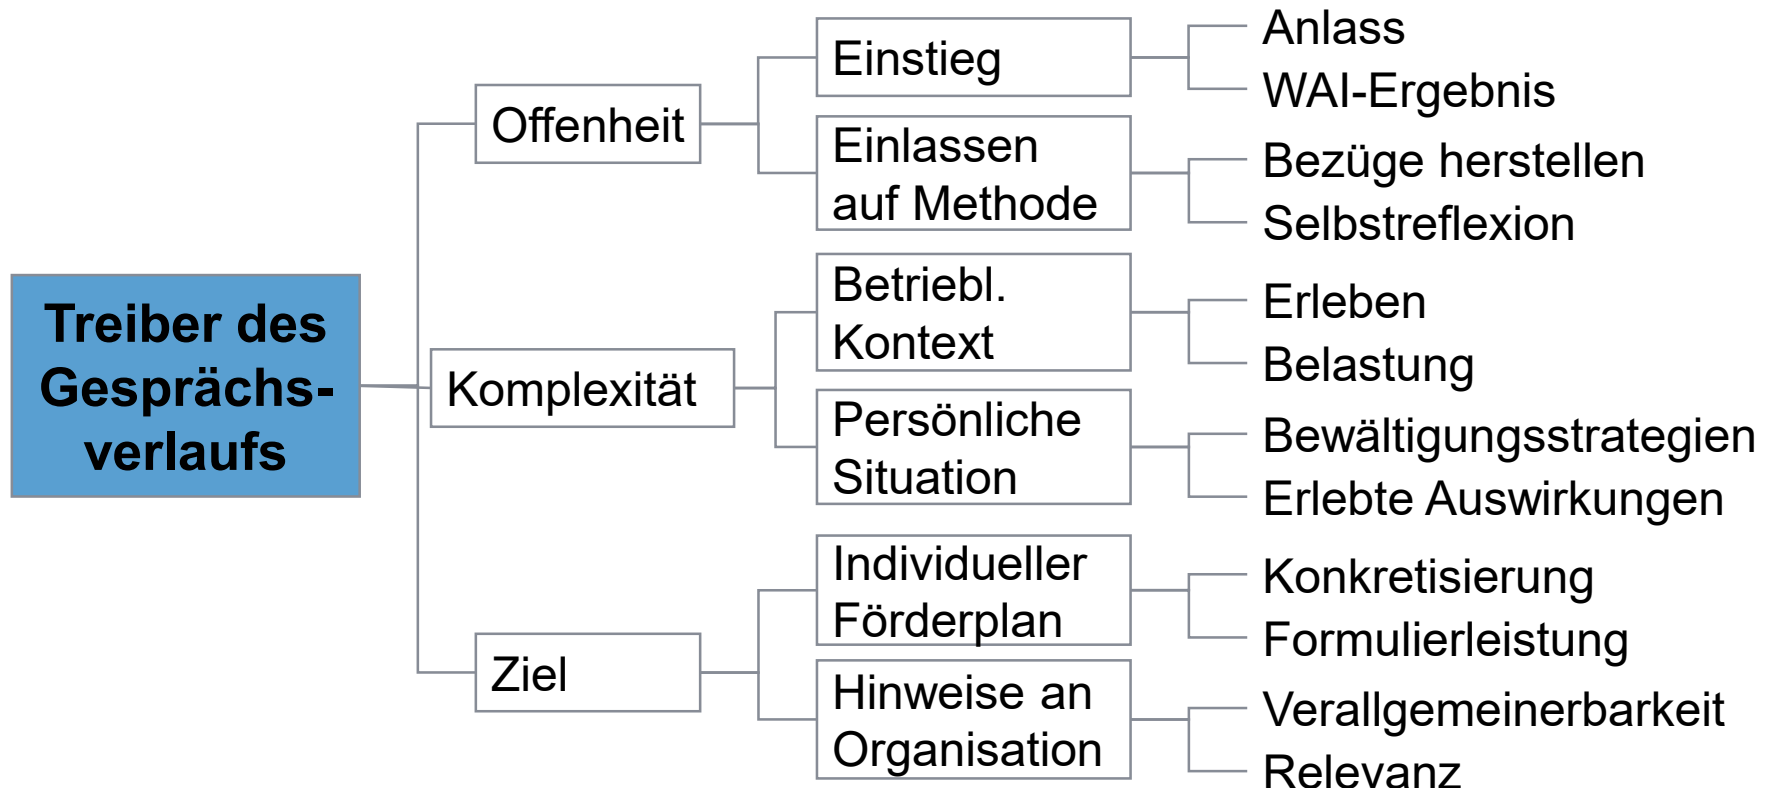 Treiber des
Gesprächs-
verlaufs
Offenheit
Einstieg
Anlass
WAI-Ergebnis
Einlassen
auf Methode
Bezüge herstellen
Selbstreflexion
Komplexität
Betriebl.
Kontext
Erleben
Belastung
Persönliche
Situation
Bewältigungsstrategien
Erlebte Auswirkungen
Ziel
Individueller
Förderplan
Konkretisierung
Formulierleistung
Hinweise an
Organisation
Verallgemeinerbarkeit
Relevanz